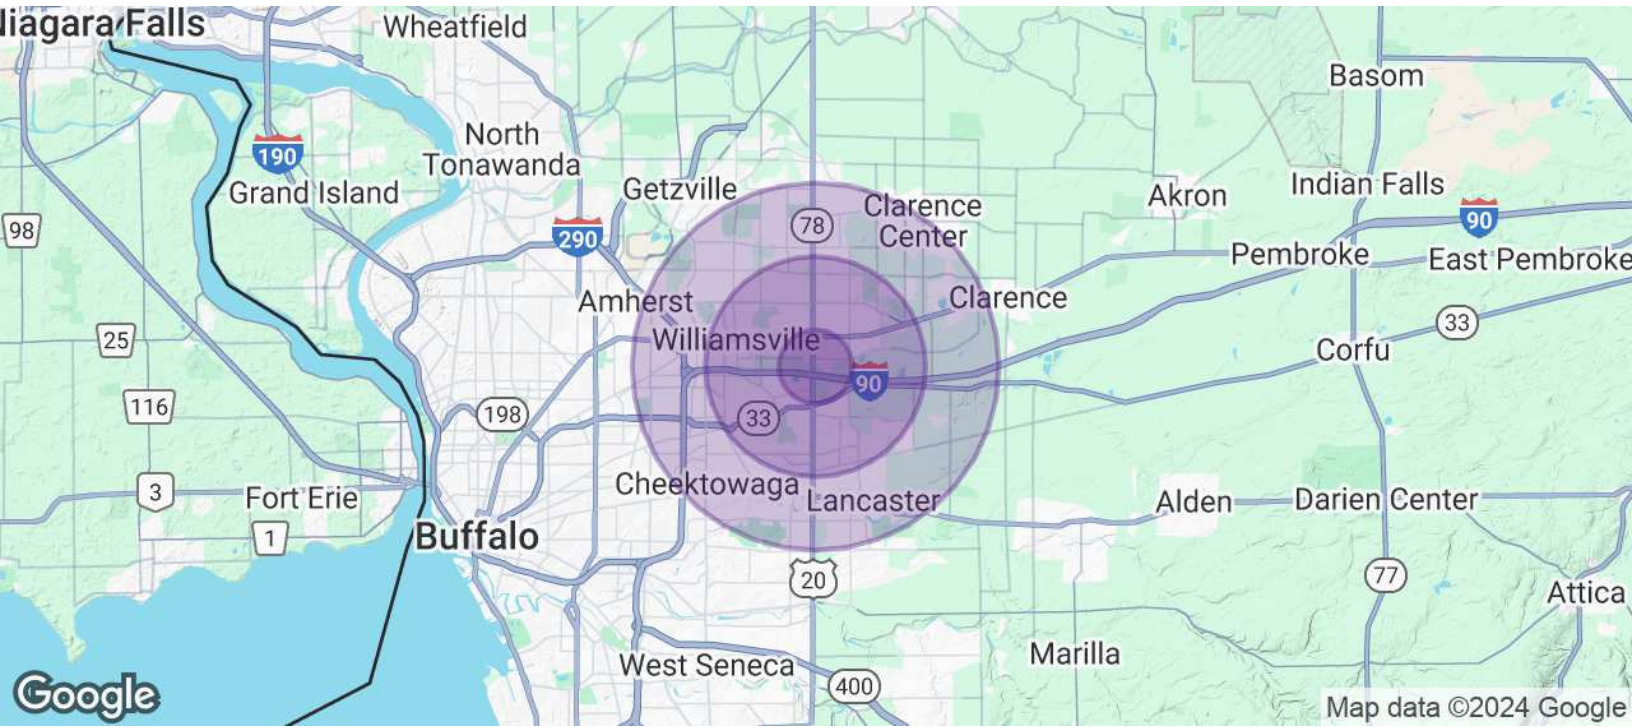 Niagara Falls
Wheatfield
Basom
190
North
Tonawanda
Grand Island
Getzville
Clarence
Center
Akron
Indian Falls
98
290
78
90
Pembroke
East Pembroke
Amherst
Clarence
25
Williamsville
33
Corfu
90
116
198
33
3
Fort Erie
Cheektowaga
Lancaster
Alden
Darien Center
1
Buffalo
20
77
Attica
West Seneca
Marilla
400
Google
Map data ©2024 Google